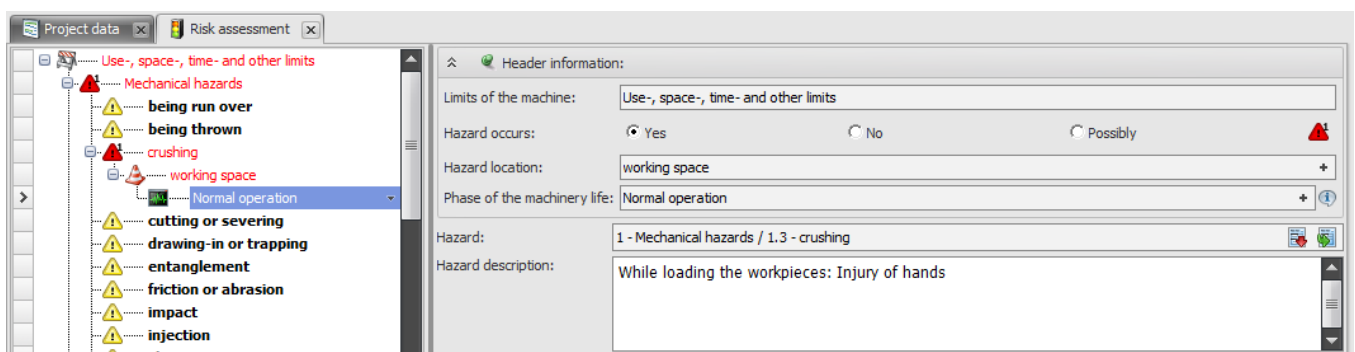 Project data
Risk assessment
Use-, space-, time- and other limits
Mechanical hazards
being run over
being thrown
crushing
working space
Normal operation
cutting or severing
drawing-in or trapping
entanglement
friction or abrasion
impact
injection
Header information:
Limits of the machine: Use-, space-, time- and other limits
Hazard occurs: Yes No Possibly 1
Hazard location: working space
Phase of the machinery life: Normal operation
Hazard: 1 - Mechanical hazards / 1.3 - crushing
Hazard description: While loading the workpieces: Injury of hands